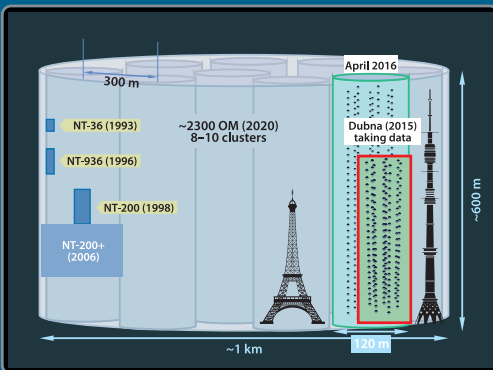 April 2016
300 m
NT-36 (1993)
~2300 OM (2020)
8–10 clusters
Dubna (2015)
taking data
NT-936 (1996)
NT-200 (1998)
NT-200+
(2006)
~600 m
120 m
~1 km